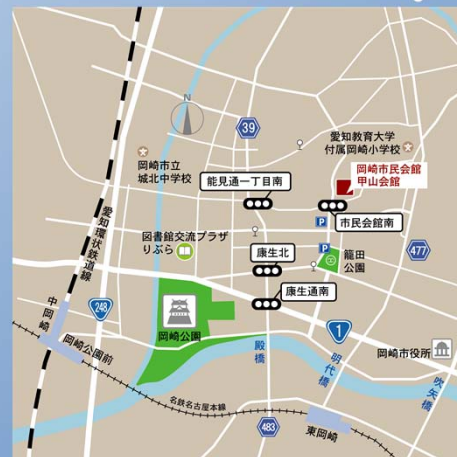 N
39
愛知教育大学
付属岡崎小学校
岡崎市立
城北中学校
岡崎市民会館
甲山会館
能見通一丁目南
市民会館南
P
図書館交流プラザ
りぶら
康生北
P
籠田
公園
477
愛知環状鉄道線
康生通南
248
中岡崎
岡崎公園
1
岡崎公園前
殿橋
明代橋
岡崎市役所
吹矢橋
名鉄名古屋本線
483
東岡崎